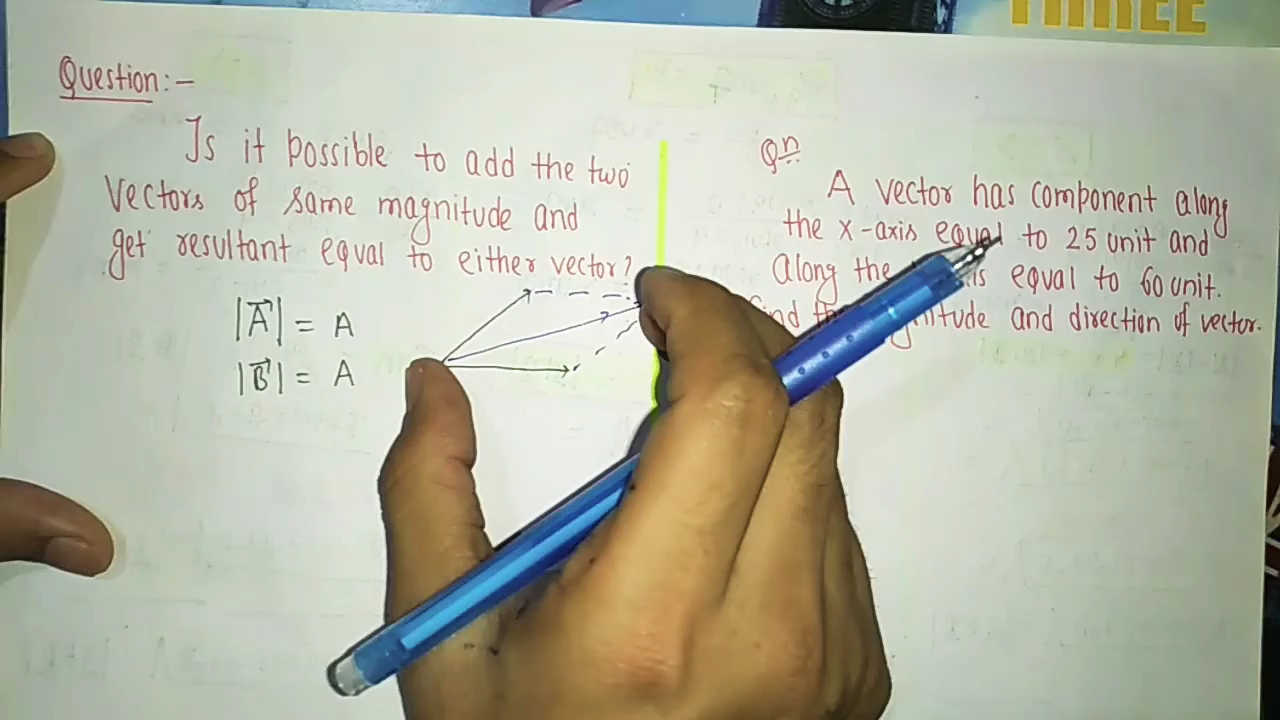 THREE
Question:-
Is it possible to add the two
vectors of same magnitude and
get resultant equal to either vector?
|A⃗| = A
|B⃗| = A
Qn
A vector has component along
the x-axis equal to 25 unit and
along the is equal to 60 unit.
and direction of vector.